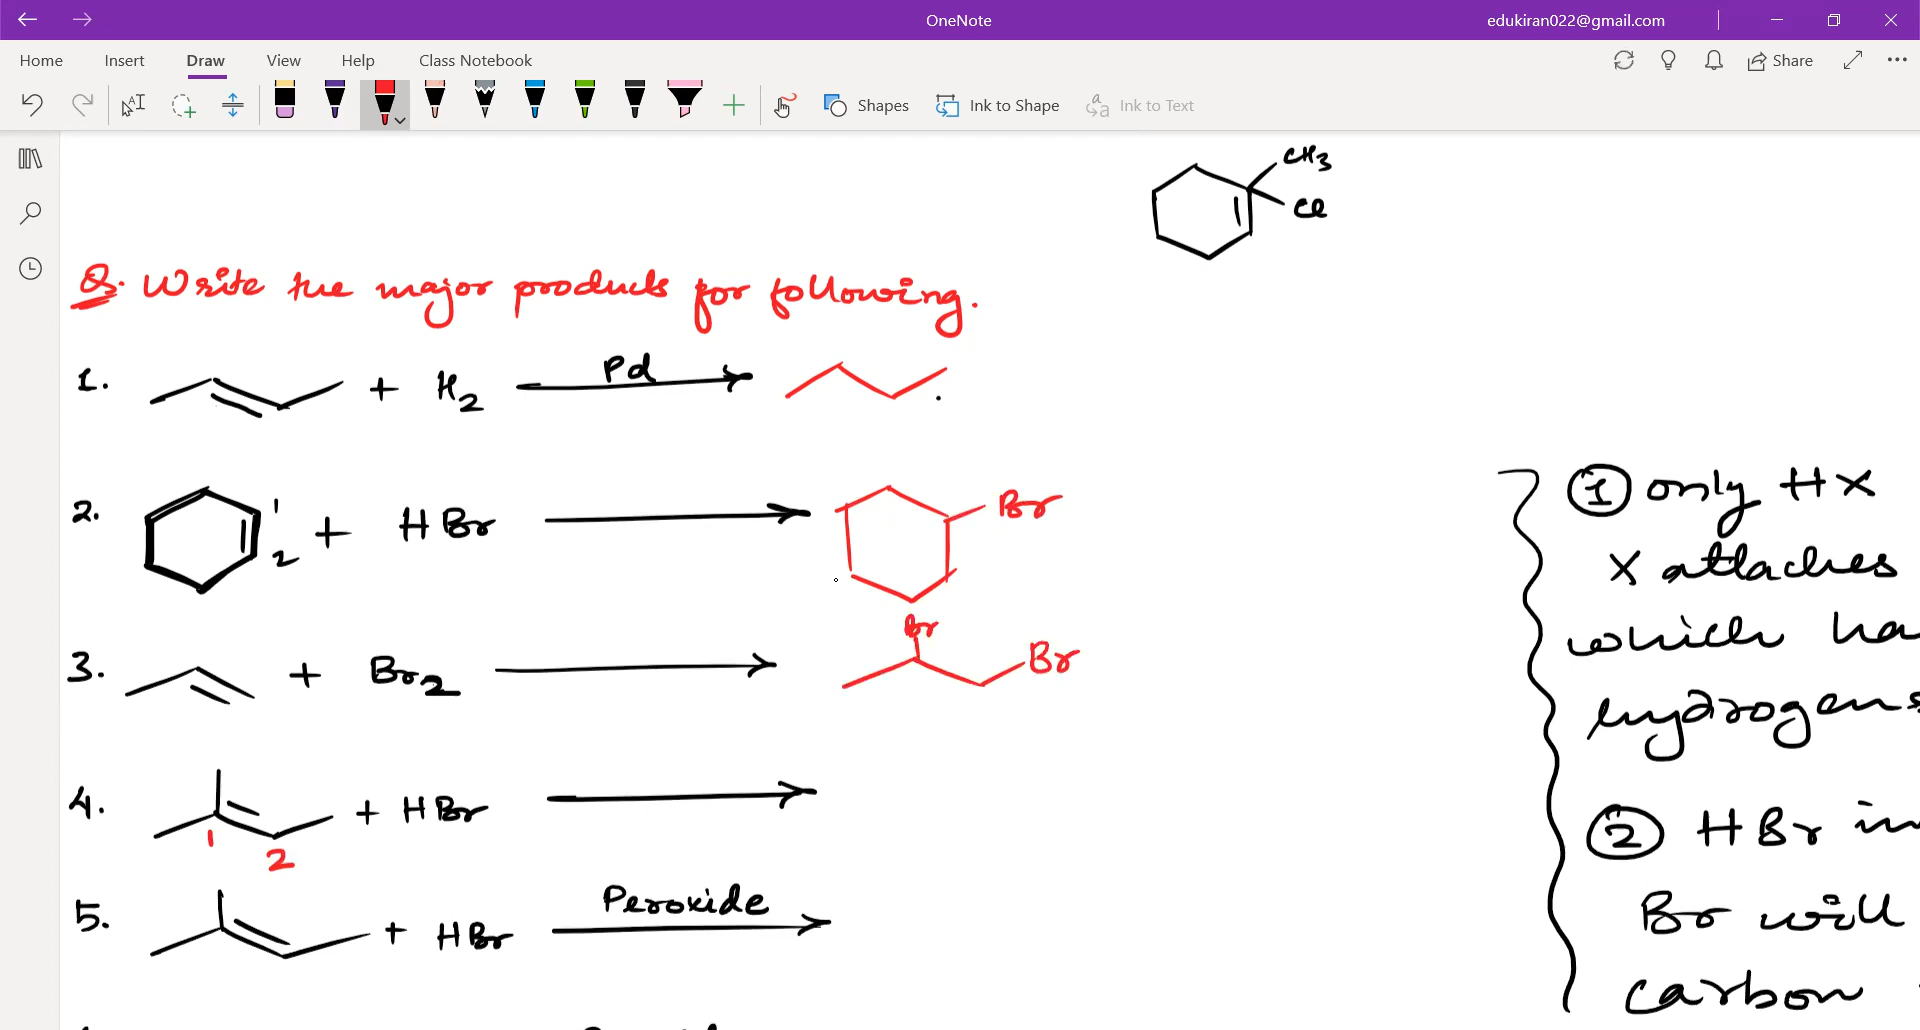 OneNote
edukiran022@gmail.com
Home Insert Draw View Help Class Notebook
Share
Shapes Ink to Shape Ink to Text
CH3
Cl
Q. Write the major products for following.
1. + H2 Pd
2. 1 2 + HBr Br
3. + Br2 Br Br
4. 1 2 + HBr
5. + HBr Peroxide
① only HX
X attaches
which ha
hydrogens
② HBr in
Br will
carbon